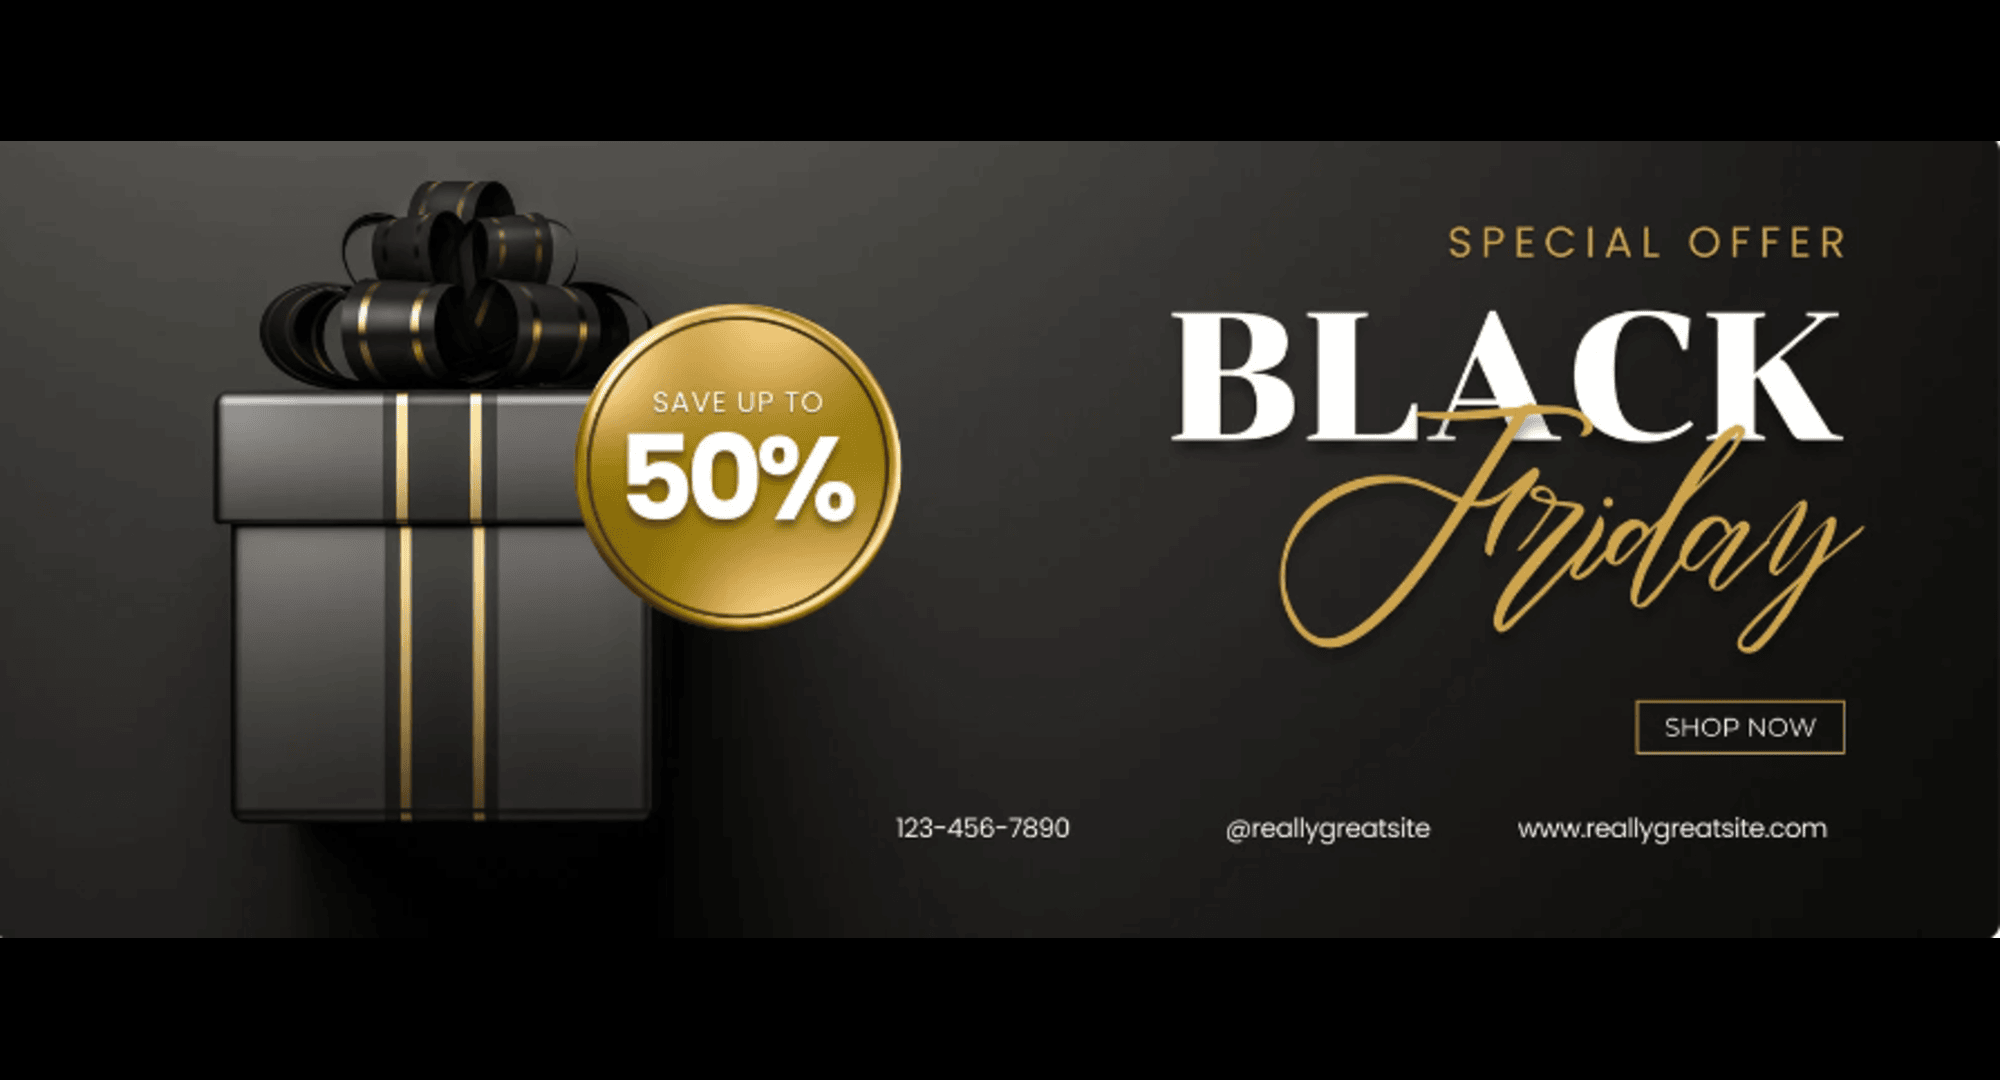 SPECIAL OFFER
BLACK
Friday
SAVE UP TO
50%
SHOP NOW
123-456-7890
@reallygreatsite
www.reallygreatsite.com